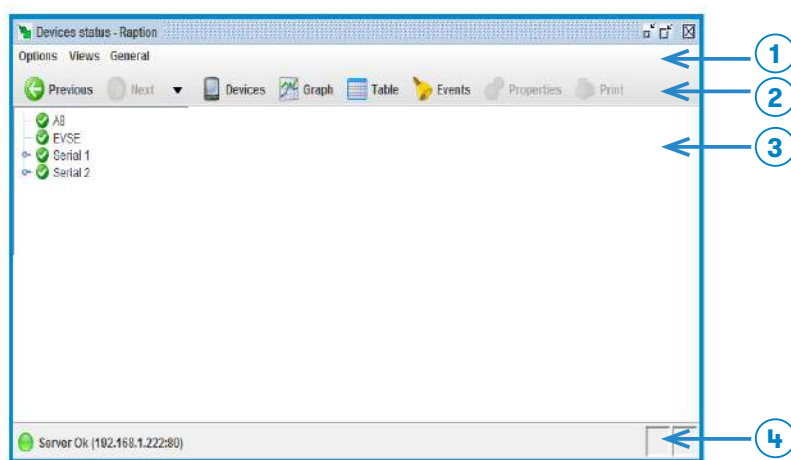 Devices status - Raption
Options Views General
1
Previous Next Devices Graph Table Events Properties Print
2
A8
EVSE
3
Serial 1
Serial 2
Server Ok (192.168.1.222:80)
4